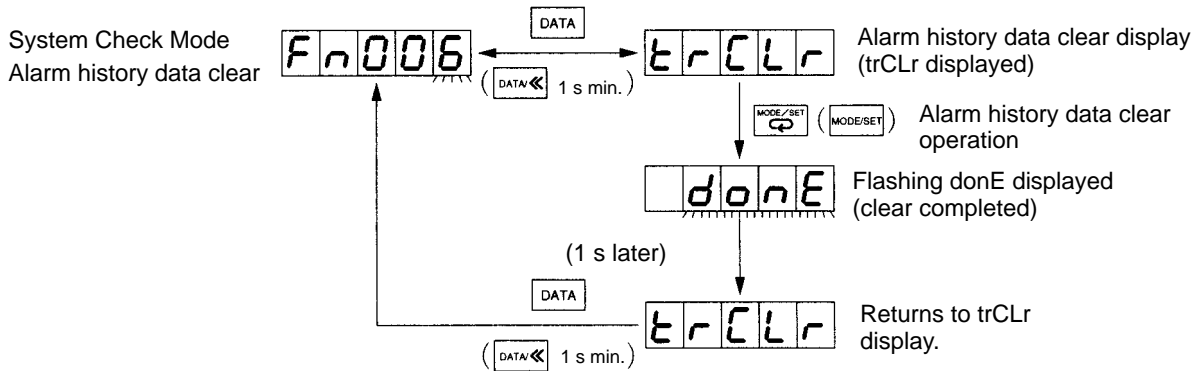 System Check Mode
Alarm history data clear
Fn006
DATA
(DATA/≪ 1 s min.)
trCLr
Alarm history data clear display
(trCLr displayed)
MODE/SET (MODE/SET)
Alarm history data clear
operation
donE
Flashing donE displayed
(clear completed)
(1 s later)
DATA
(DATA/≪ 1 s min.)
trCLr
Returns to trCLr
display.